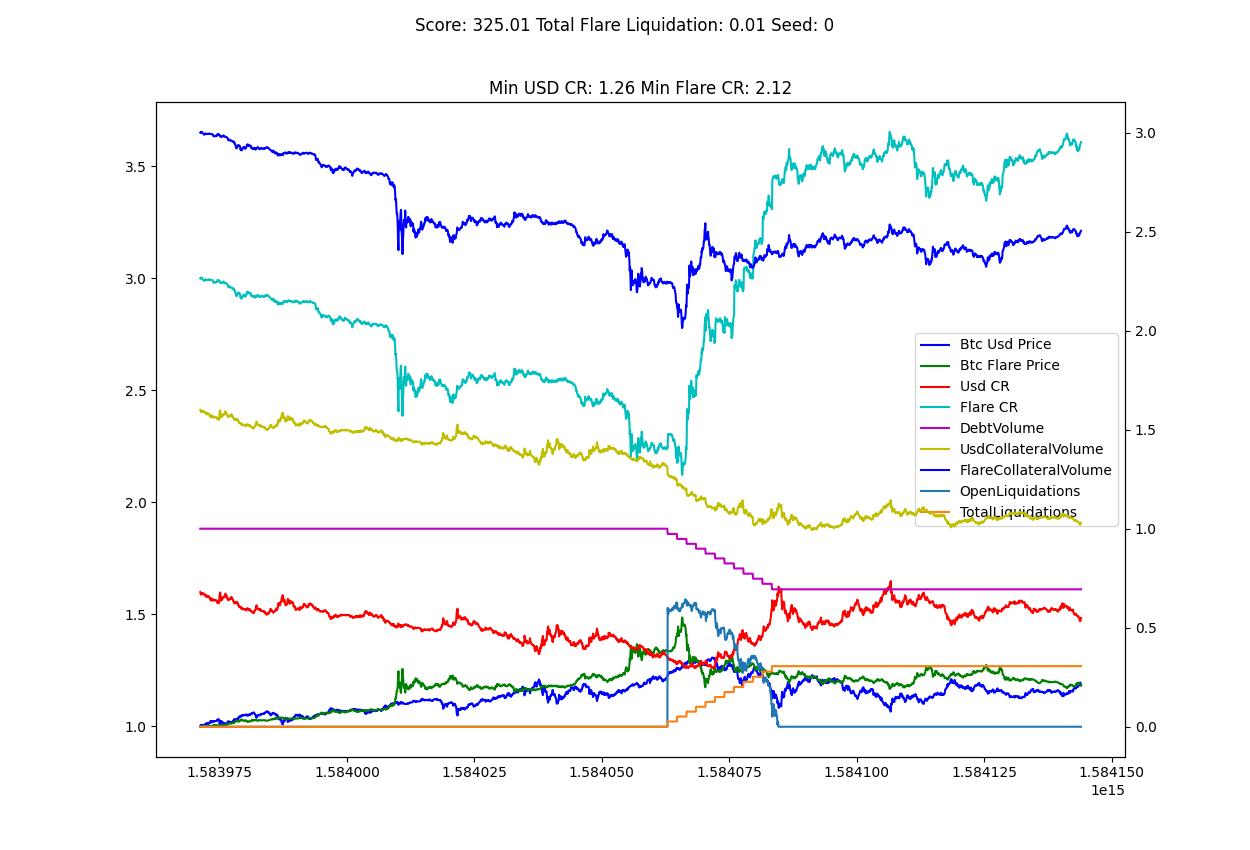 Score: 325.01 Total Flare Liquidation: 0.01 Seed: 0
Min USD CR: 1.26 Min Flare CR: 2.12
3.5
3.0
2.5
2.0
1.5
1.0
3.0
2.5
2.0
1.5
1.0
0.5
0.0
Btc Usd Price
Btc Flare Price
Usd CR
Flare CR
DebtVolume
UsdCollateralVolume
FlareCollateralVolume
OpenLiquidations
TotalLiquidations
1.583975 1.584000 1.584025 1.584050 1.584075 1.584100 1.584125 1.584150
1e15